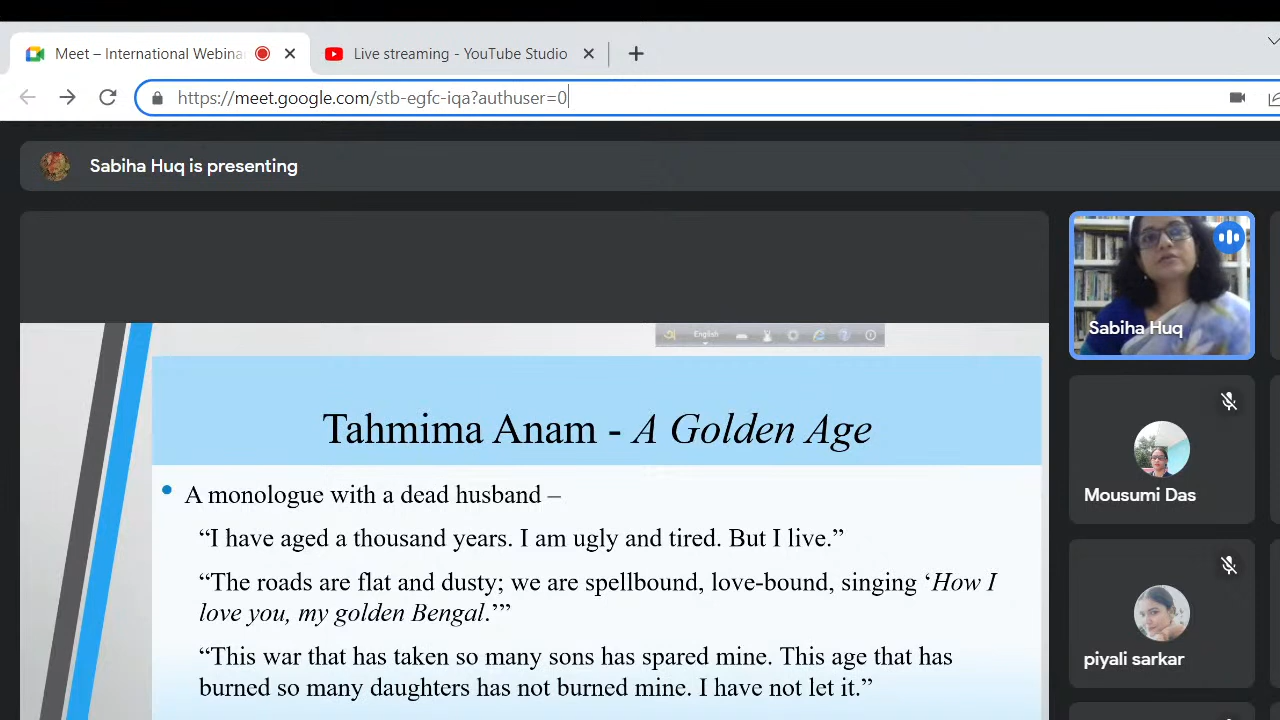 Meet – International Webina
Live streaming - YouTube Studio
https://meet.google.com/stb-egfc-iqa?authuser=0
Sabiha Huq is presenting
English
Tahmima Anam - A Golden Age
A monologue with a dead husband –
“I have aged a thousand years. I am ugly and tired. But I live.”
“The roads are flat and dusty; we are spellbound, love-bound, singing ‘How I
love you, my golden Bengal.’”
“This war that has taken so many sons has spared mine. This age that has
burned so many daughters has not burned mine. I have not let it.”
Sabiha Huq
Mousumi Das
piyali sarkar